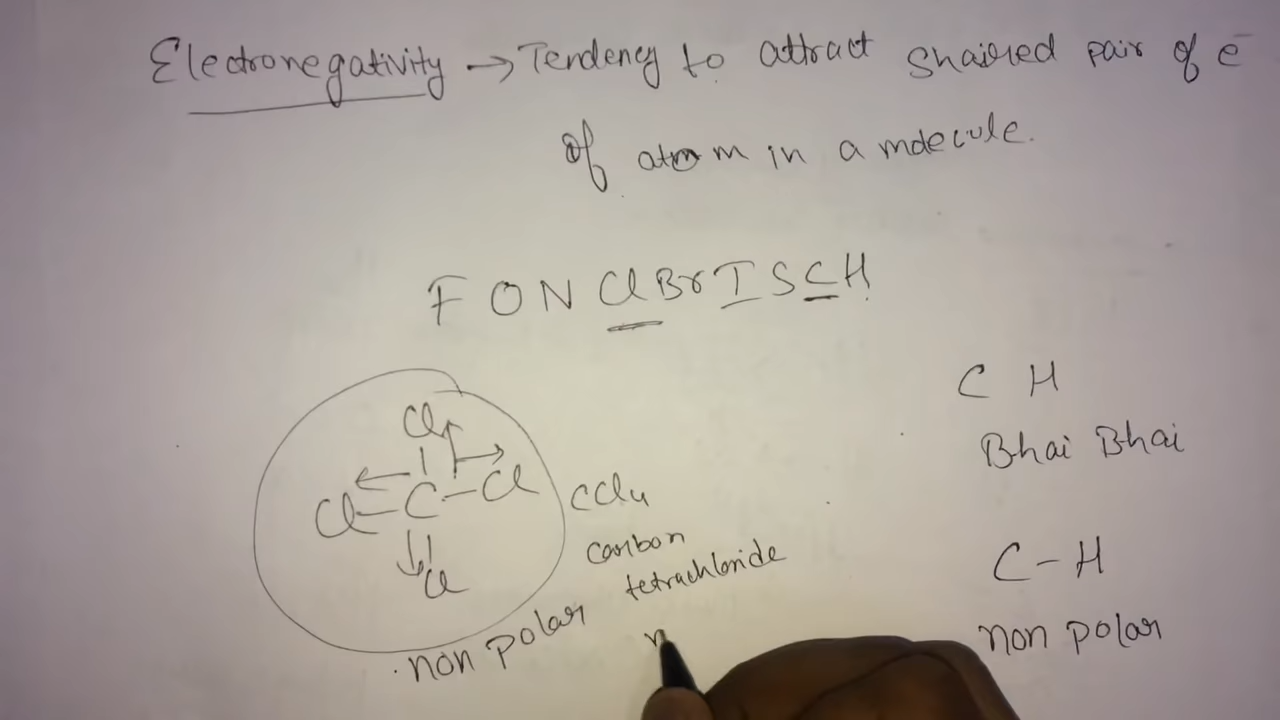 Electronegativity → Tendency to attract Shaired pair of e⁻
of atom in a molecule.
F O N Cl Br I S C H
C H
Bhai Bhai
Cl
Cl - C - Cl
Cl
CCl4
Carbon
tetrachloride
non polar
C - H
non polar
n